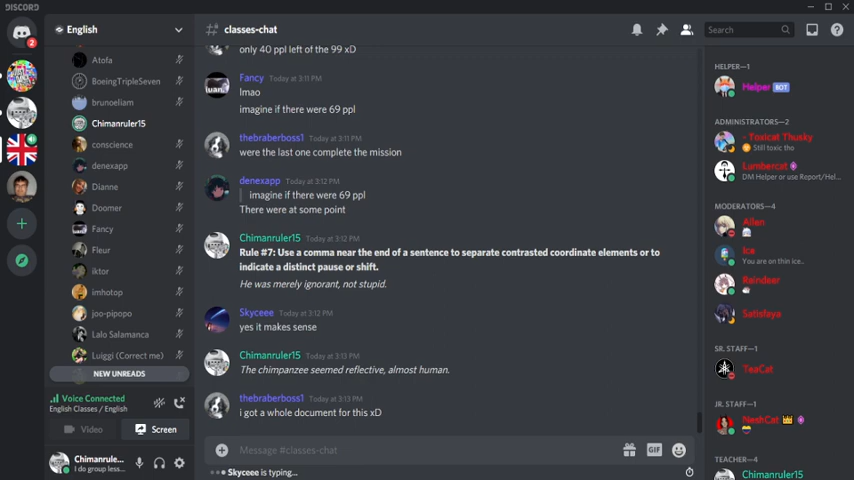 DISCORD
English
classes-chat
Search
2
Atofa
BoeingTripleSeven
brunoeliam
Chimanruler15
conscience
denexapp
Dianne
Doomer
Fancy
Fleur
iktor
imhotop
joo-pipopo
Lalo Salamanca
Luiggi (Correct me)
NEW UNREADS
Voice Connected
English Classes / English
Video
Screen
Chimanrule...
I do group less...
only 40 ppl left of the 99 xD
Fancy Today at 3:11 PM
lmao
imagine if there were 69 ppl
thebraberboss1 Today at 3:11 PM
were the last one complete the mission
denexapp Today at 3:12 PM
imagine if there were 69 ppl
There were at some point
Chimanruler15 Today at 3:12 PM
Rule #7: Use a comma near the end of a sentence to separate contrasted coordinate elements or to
indicate a distinct pause or shift.
He was merely ignorant, not stupid.
Skyceee Today at 3:12 PM
yes it makes sense
Chimanruler15 Today at 3:13 PM
The chimpanzee seemed reflective, almost human.
thebraberboss1 Today at 3:13 PM
i got a whole document for this xD
Message #classes-chat
GIF
Skyceee is typing...
HELPER—1
Helper BOT
ADMINISTRATORS—2
Toxicat Thusky
Still toxic tho
Lumbercat
DM Helper or use Report/Hel...
MODERATORS—4
Allen
Ice
You are on thin ice..
Raindeer
Satisfaya
SR. STAFF—1
TeaCat
JR. STAFF—1
NeshCat
TEACHER—4
Chimanruler15